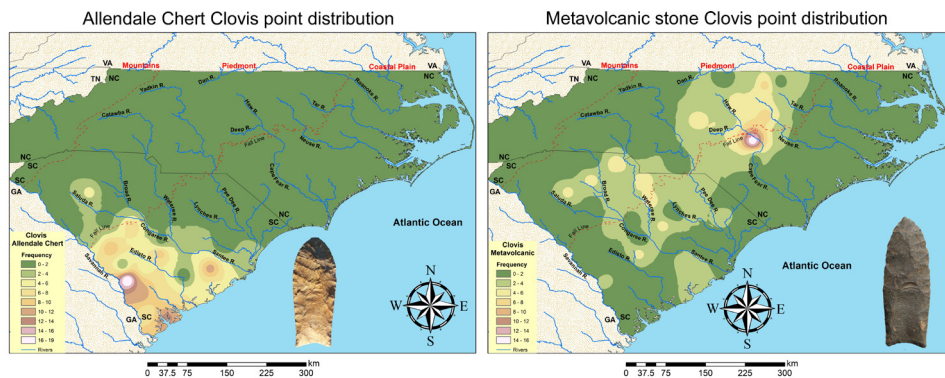 Allendale Chert Clovis point distribution
VA
Mountains
Piedmont
Coastal Plain
VA
TN
NC
NC
Dan R.
Roanoke R.
Yadkin R.
Haw R.
Tar R.
Catawba R.
Deep R.
Fall Line
Neuse R.
NC
SC
SC
GA
Broad R.
Cape Fear R.
Saluda R.
Wateree R.
Lynches R.
Pee Dee R.
NC
SC
Fall Line
Congaree R.
Santee R.
Edisto R.
Savannah R.
Atlantic Ocean
GA
SC
Clovis
Allendale Chert
Frequency
0 - 2
2 - 4
4 - 6
6 - 8
8 - 10
10 - 12
12 - 14
14 - 16
16 - 19
Rivers
N
W
E
S
km
0 37.5 75 150 225 300
Metavolcanic stone Clovis point distribution
VA
Mountains
Piedmont
Coastal Plain
VA
TN
NC
NC
Dan R.
Roanoke R.
Yadkin R.
Haw R.
Tar R.
Catawba R.
Deep R.
Fall Line
Neuse R.
NC
SC
SC
GA
Broad R.
Cape Fear R.
Saluda R.
Wateree R.
Lynches R.
Pee Dee R.
NC
SC
Fall Line
Congaree R.
Santee R.
Edisto R.
Savannah R.
Atlantic Ocean
GA
SC
Clovis
Metavolcanic
Frequency
0 - 2
2 - 4
4 - 6
6 - 8
8 - 10
10 - 12
12 - 14
14 - 16
Rivers
N
W
E
S
km
0 37.5 75 150 225 300